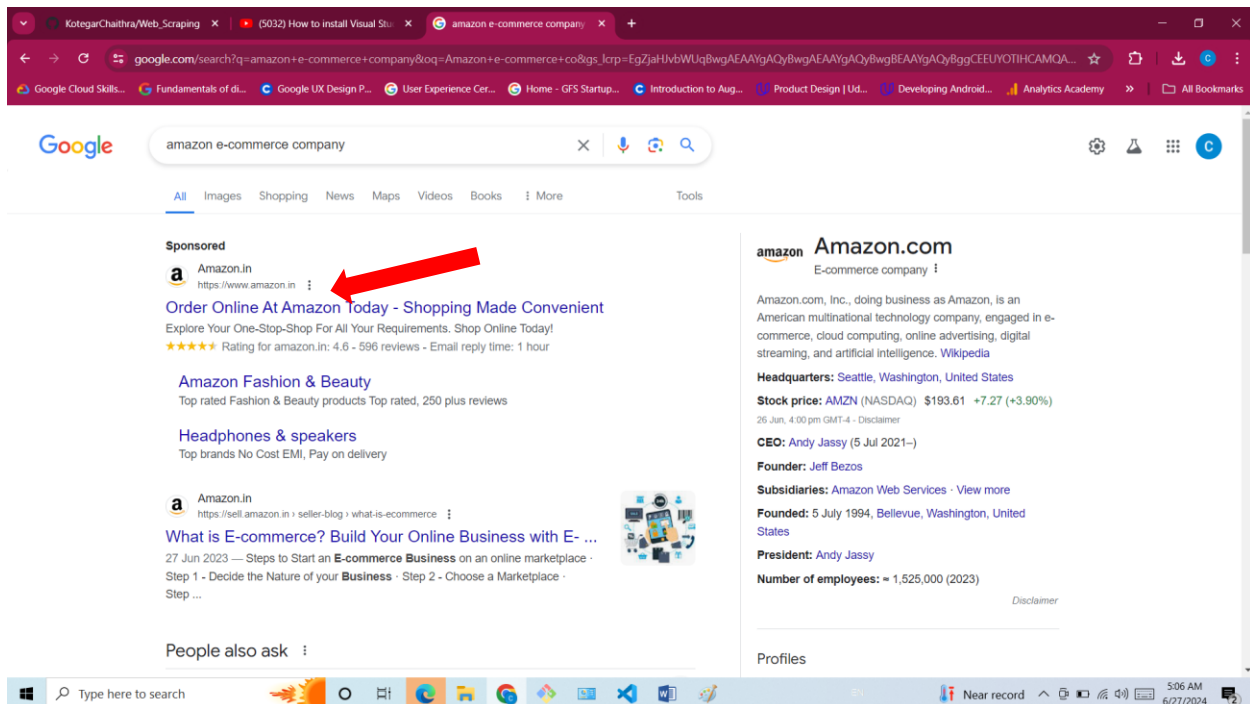 KotegarChaithra/Web_Scraping
(5032) How to install Visual Stu
amazon e-commerce company
google.com/search?q=amazon+e-commerce+company&oq=Amazon+e-commerce+co&gs_lcrp=EgZjaHJvbWUqBwgAEAAYgAQyBwgAEAAYgAQyBwgBEAAYgAQyBggCEEUYOTIHCAMQA...
Google Cloud Skills...
Fundamentals of di...
Google UX Design P...
User Experience Cer...
Home - GFS Startup...
Introduction to Aug...
Product Design | Ud...
Developing Android...
Analytics Academy
All Bookmarks
Google
amazon e-commerce company
C
All Images Shopping News Maps Videos Books More Tools
Sponsored
a
Amazon.in
https://www.amazon.in
Order Online At Amazon Today - Shopping Made Convenient
Explore Your One-Stop-Shop For All Your Requirements. Shop Online Today!
Rating for amazon.in: 4.6 - 596 reviews - Email reply time: 1 hour
Amazon Fashion & Beauty
Top rated Fashion & Beauty products Top rated, 250 plus reviews
Headphones & speakers
Top brands No Cost EMI, Pay on delivery
a
Amazon.in
https://sell.amazon.in › seller-blog › what-is-ecommerce
What is E-commerce? Build Your Online Business with E- ...
27 Jun 2023 — Steps to Start an E-commerce Business on an online marketplace ·
Step 1 - Decide the Nature of your Business · Step 2 - Choose a Marketplace ·
Step ...
People also ask
amazon
Amazon.com
E-commerce company
Amazon.com, Inc., doing business as Amazon, is an
American multinational technology company, engaged in e-
commerce, cloud computing, online advertising, digital
streaming, and artificial intelligence. Wikipedia
Headquarters: Seattle, Washington, United States
Stock price: AMZN (NASDAQ) $193.61 +7.27 (+3.90%)
26 Jun, 4:00 pm GMT-4 - Disclaimer
CEO: Andy Jassy (5 Jul 2021–)
Founder: Jeff Bezos
Subsidiaries: Amazon Web Services · View more
Founded: 5 July 1994, Bellevue, Washington, United
States
President: Andy Jassy
Number of employees: ≈ 1,525,000 (2023)
Disclaimer
Profiles
Type here to search
EN
Near record
5:06 AM
6/27/2024
2